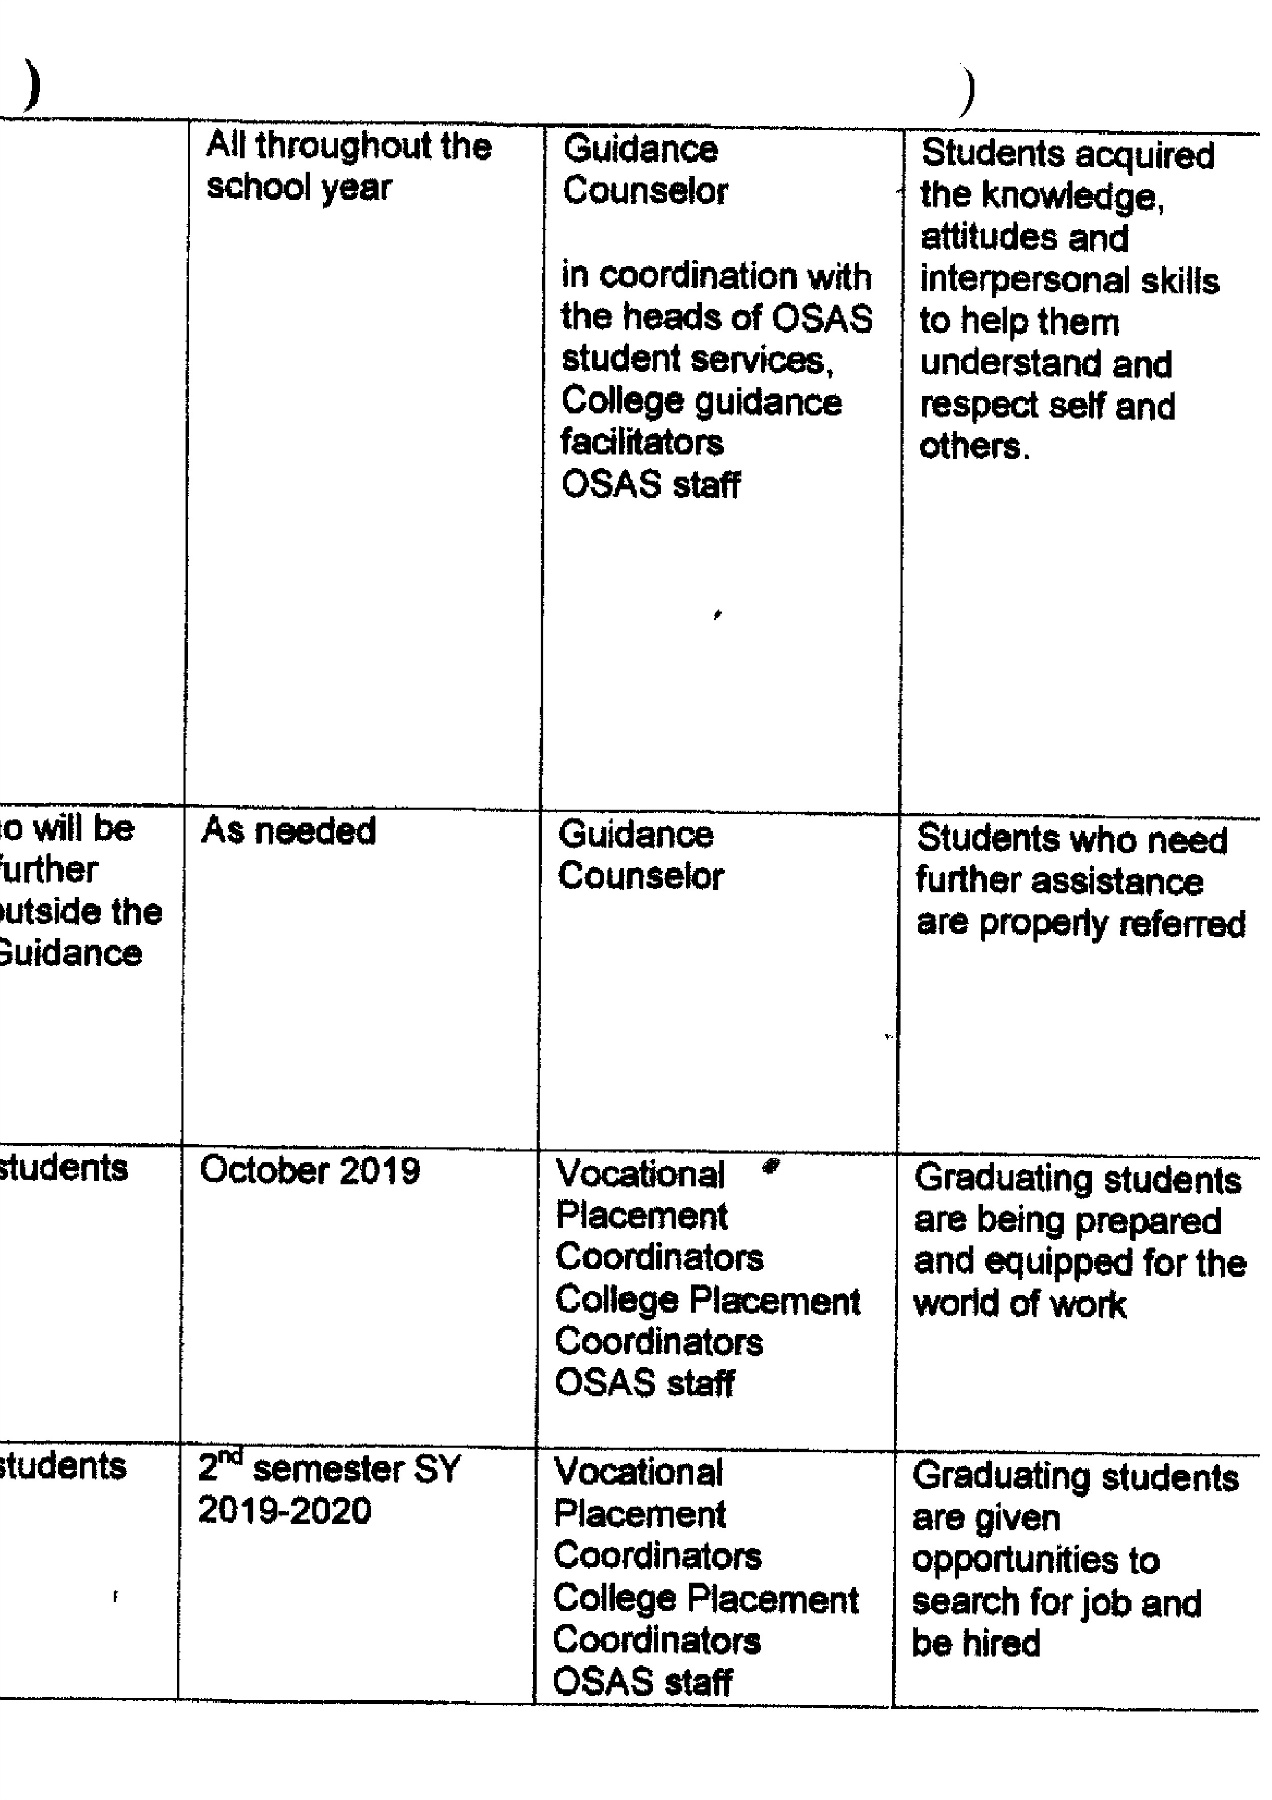 All throughout the
school year
Guidance
Counselor
in coordination with
the heads of OSAS
student services,
College guidance
facilitators
OSAS staff
Students acquired
the knowledge,
attitudes and
interpersonal skills
to help them
understand and
respect self and
others.
will be
further
outside the
Guidance
As needed
Guidance
Counselor
Students who need
further assistance
are properly referred
students
October 2019
Vocational
Placement
Coordinators
College Placement
Coordinators
OSAS staff
Graduating students
are being prepared
and equipped for the
world of work
students
2nd semester SY
2019-2020
Vocational
Placement
Coordinators
College Placement
Coordinators
OSAS staff
Graduating students
are given
opportunities to
search for job and
be hired